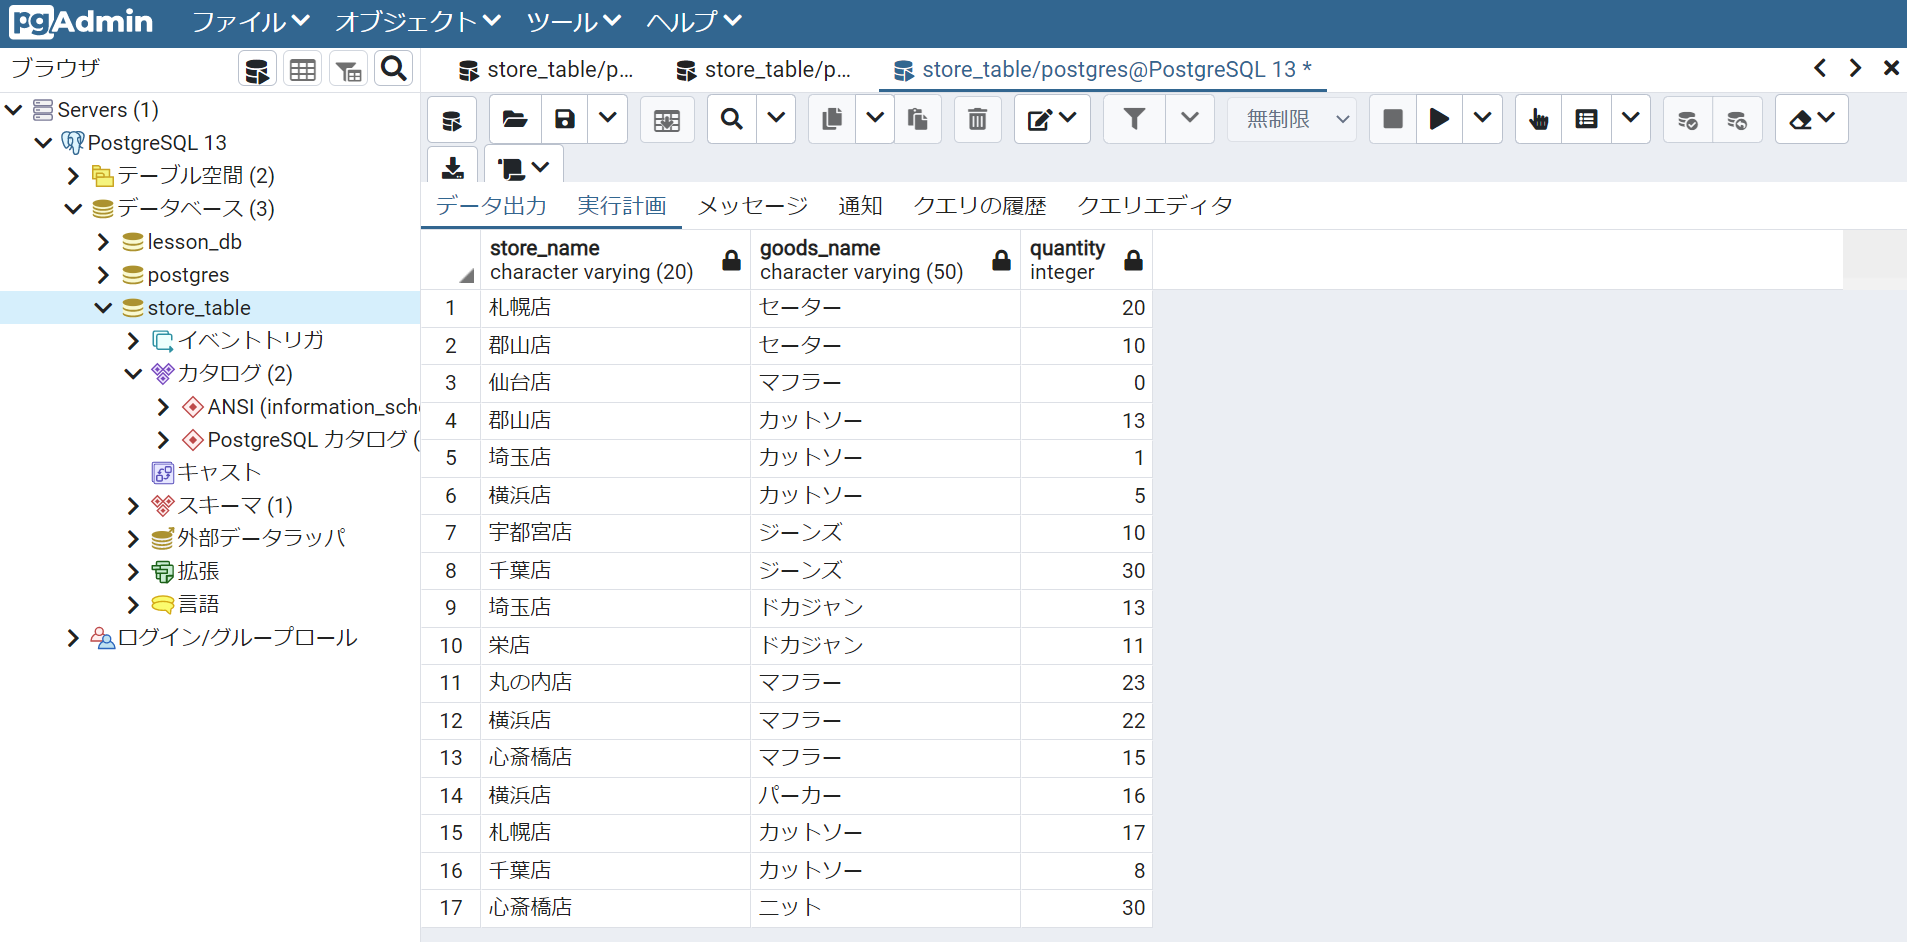 pgAdmin ファイル オブジェクト ツール ヘルプ
ブラウザ
store_table/p... store_table/p... store_table/postgres@PostgreSQL 13 *
Servers (1)
PostgreSQL 13
テーブル空間 (2)
データベース (3)
lesson_db
postgres
store_table
イベントトリガ
カタログ (2)
ANSI (information_sch
PostgreSQL カタログ (
キャスト
スキーマ (1)
外部データラッパ
拡張
言語
ログイン/グループロール
無制限
データ出力 実行計画 メッセージ 通知 クエリの履歴 クエリエディタ
store_name goods_name quantity
character varying (20) character varying (50) integer
1 札幌店 セーター 20
2 郡山店 セーター 10
3 仙台店 マフラー 0
4 郡山店 カットソー 13
5 埼玉店 カットソー 1
6 横浜店 カットソー 5
7 宇都宮店 ジーンズ 10
8 千葉店 ジーンズ 30
9 埼玉店 ドカジャン 13
10 栄店 ドカジャン 11
11 丸の内店 マフラー 23
12 横浜店 マフラー 22
13 心斎橋店 マフラー 15
14 横浜店 パーカー 16
15 札幌店 カットソー 17
16 千葉店 カットソー 8
17 心斎橋店 ニット 30